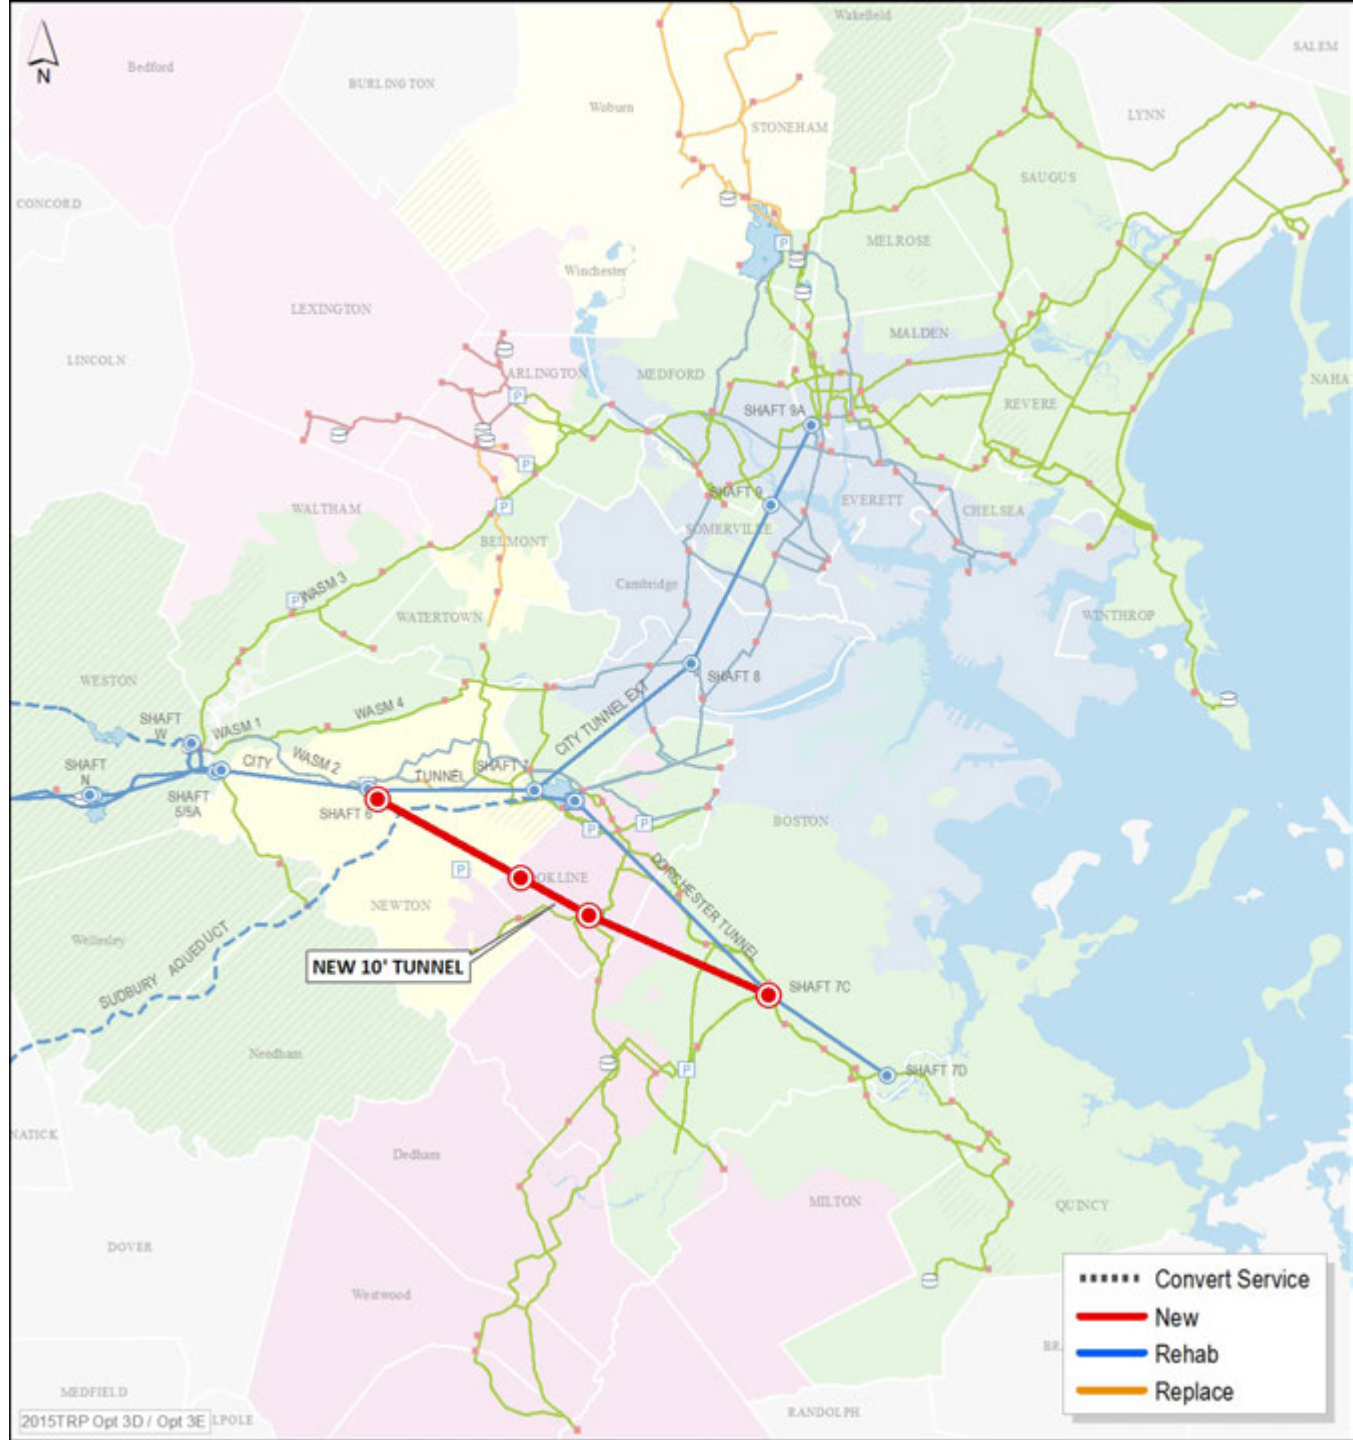 N
Bedford
BURLINGTON
Wakefield
SALEM
Woburn
STONEHAM
LYNN
CONCORD
SAUGUS
P
MELROSE
Winchester
LEXINGTON
MALDEN
LINCOLN
ARLINGTON
MEDFORD
NAHA
P
SHAFT 9A
REVERE
P
SHAFT 9
WALTHAM
P
EVERETT
CHELSEA
SOMERVILLE
BELMONT
Cambridge
WASM 3
P
WATERTOWN
WINTHROP
WESTON
SHAFT 8
SHAFT
W
WASM 1
WASM 4
CITY TUNNEL EXT
SHAFT
N
CITY
WASM 2
TUNNEL
SHAFT 7
SHAFT
5/5A
SHAFT 6
P
P
BOSTON
P
OKLINE
DORCHESTER TUNNEL
NEWTON
Wellesley
SUDBURY AQUEDUCT
NEW 10' TUNNEL
SHAFT 7C
Needham
P
SHAFT 7D
NATICK
Dedham
MILTON
QUINCY
DOVER
Westwood
Convert Service
New
Rehab
BR
Replace
MEDFIELD
2015TRP Opt 3D / Opt 3E
LPOLE
RANDOLPH